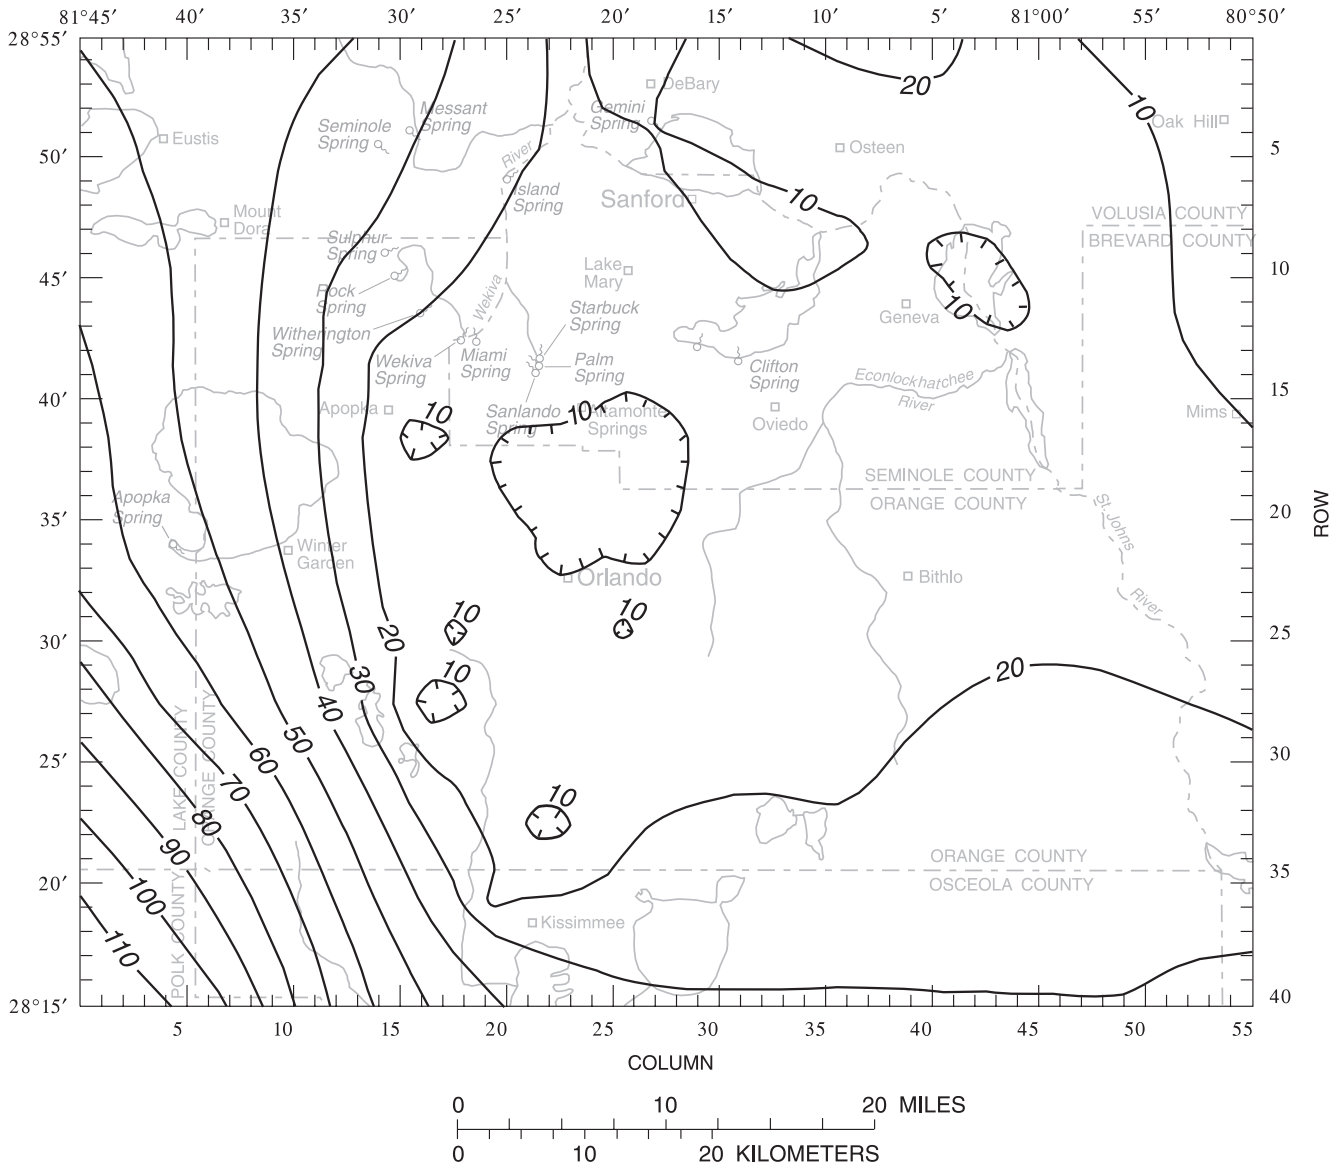 81°45′ 40′ 35′ 30′ 25′ 20′ 15′ 10′ 5′ 81°00′ 55′ 80°50′
28°55′
50′
45′
40′
35′
30′
25′
20′
28°15′
5
10
15
20
25
30
35
40
ROW
5 10 15 20 25 30 35 40 45 50 55
COLUMN
DeBary
Gemini
Spring
Messant
Spring
Seminole
Spring
Eustis
Oak Hill
Osteen
River
Island
Spring
Sanford
Mount
Dora
VOLUSIA COUNTY
BREVARD COUNTY
Sulphur
Spring
Lake
Mary
Rock
Spring
Wekiva
Geneva
Starbuck
Spring
Witherington
Spring
Wekiva
Spring
Miami
Spring
Palm
Spring
Clifton
Spring
Econlockhatchee
River
Apopka
Sanlando
Spring
Altamonte
Springs
Oviedo
Mims
SEMINOLE COUNTY
ORANGE COUNTY
Apopka
Spring
St. Johns
River
Winter
Garden
Orlando
Bithlo
LAKE COUNTY
ORANGE COUNTY
POLK COUNTY
ORANGE COUNTY
OSCEOLA COUNTY
Kissimmee
20
10
10
10
10
10
10
10
10
10
20
20
30
40
50
60
70
80
90
100
110
0 10 20 MILES
0 10 20 KILOMETERS